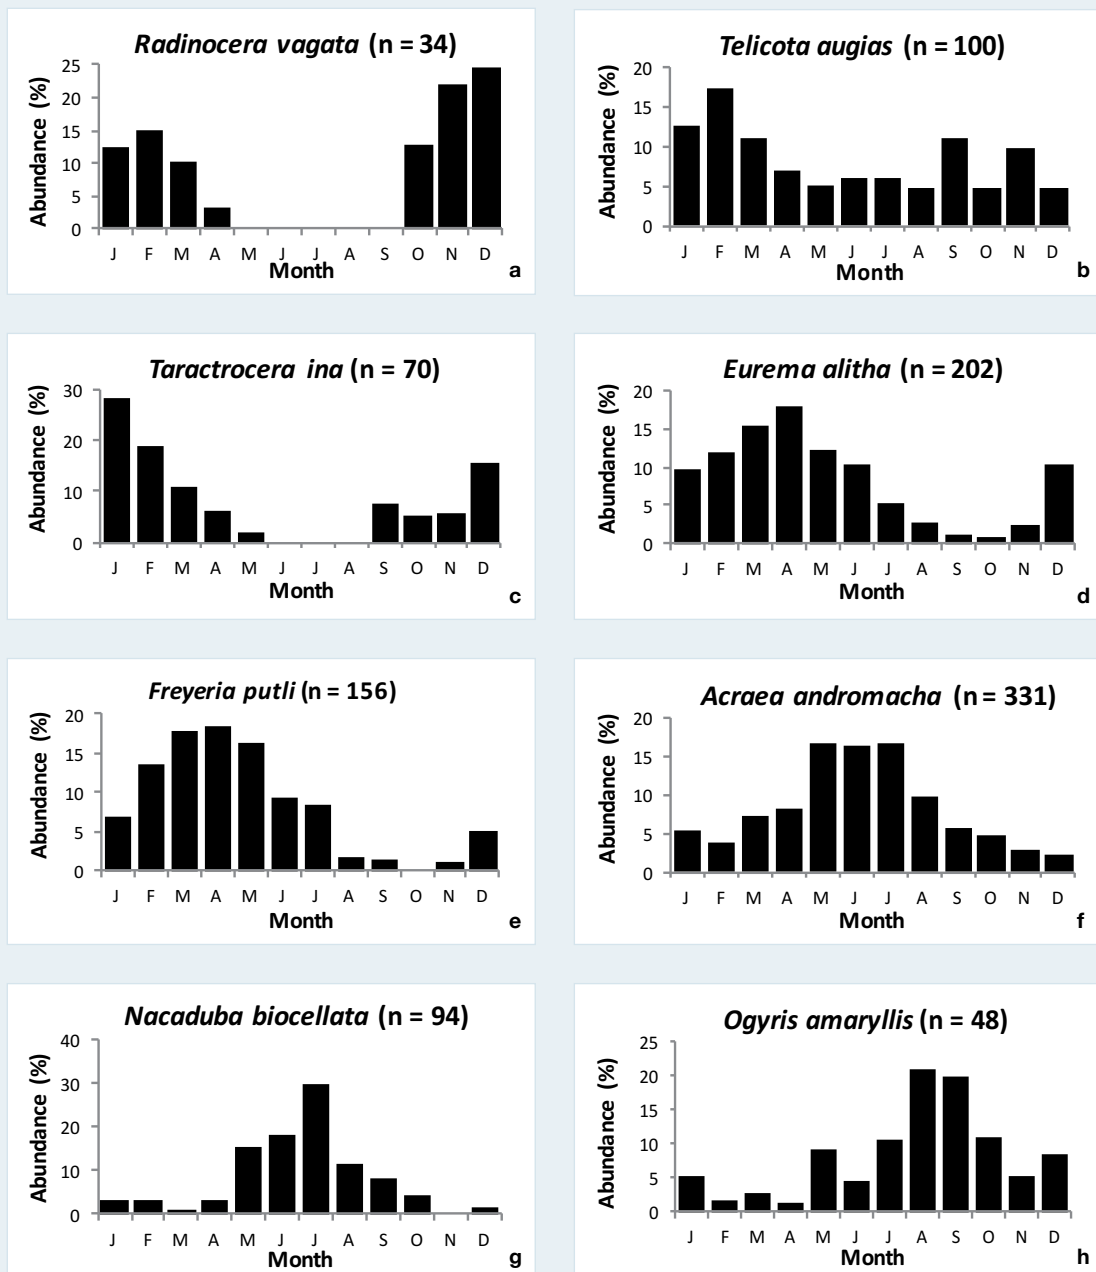 Radinocera vagata (n = 34)
Abundance (%)
25
20
15
10
5
0
J F M A M J J A S O N D
Month
a
Telicota augias (n = 100)
Abundance (%)
20
15
10
5
0
J F M A M J J A S O N D
Month
b
Taractrocera ina (n = 70)
Abundance (%)
30
20
10
0
J F M A M J J A S O N D
Month
c
Eurema alitha (n = 202)
Abundance (%)
20
15
10
5
0
J F M A M J J A S O N D
Month
d
Freyeria putli (n = 156)
Abundance (%)
20
15
10
5
0
J F M A M J J A S O N D
Month
e
Acraea andromacha (n = 331)
Abundance (%)
20
15
10
5
0
J F M A M J J A S O N D
Month
f
Nacaduba biocellata (n = 94)
Abundance (%)
40
30
20
10
0
J F M A M J J A S O N D
Month
g
Ogyris amaryllis (n = 48)
Abundance (%)
25
20
15
10
5
0
J F M A M J J A S O N D
Month
h